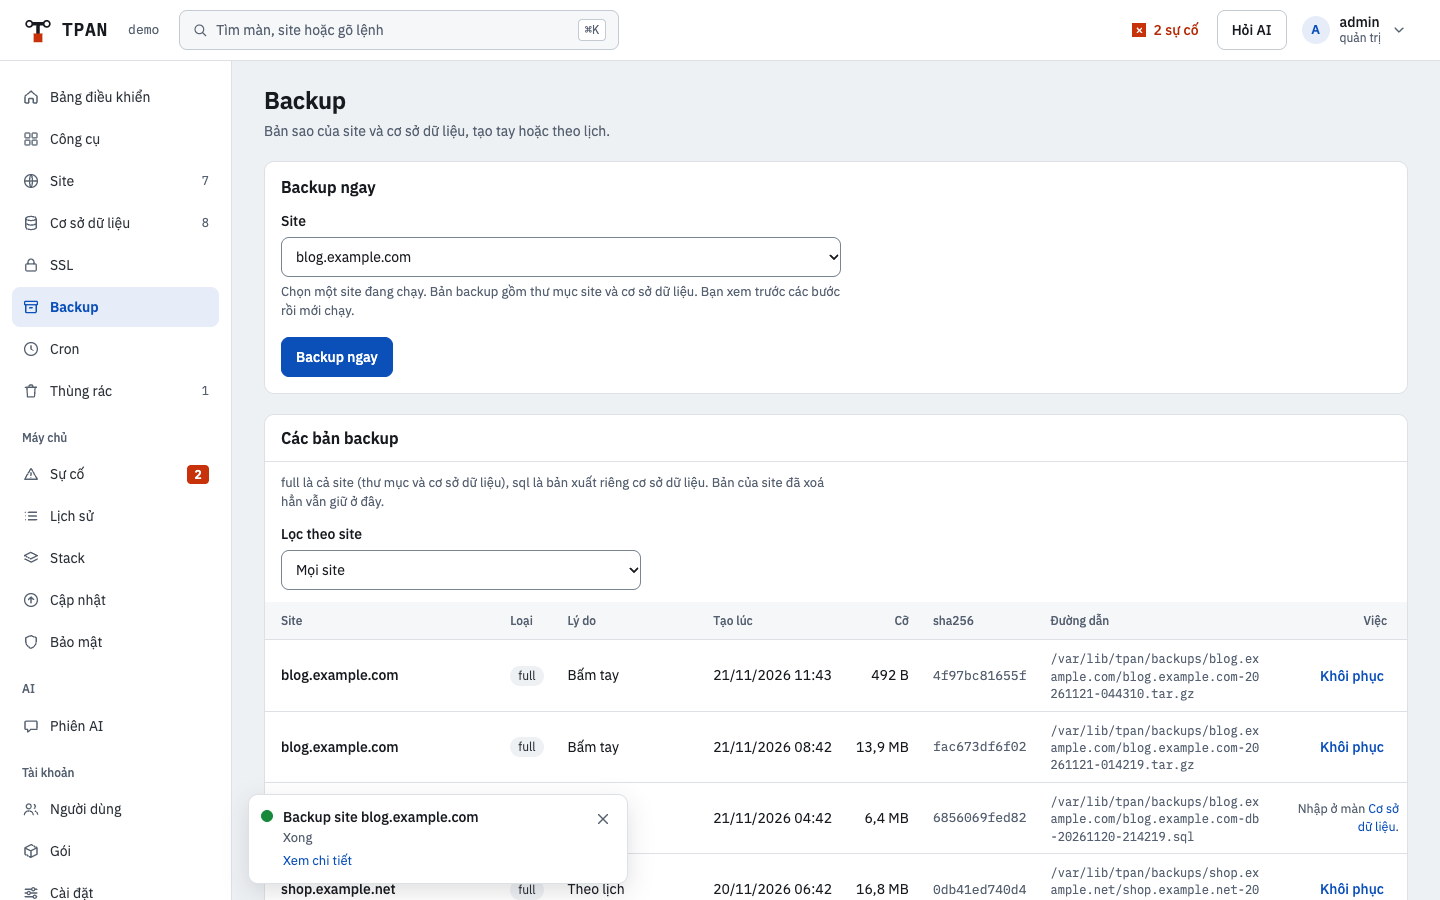 TPAN demo
Tìm màn, site hoặc gõ lệnh ⌘K
2 sự cố
Hỏi AI
A
admin
quản trị
Bảng điều khiển
Công cụ
Site 7
Cơ sở dữ liệu 8
SSL
Backup
Cron
Thùng rác 1
Máy chủ
Sự cố 2
Lịch sử
Stack
Cập nhật
Bảo mật
AI
Phiên AI
Tài khoản
Người dùng
Gói
Cài đặt
Backup
Bản sao của site và cơ sở dữ liệu, tạo tay hoặc theo lịch.
Backup ngay
Site
blog.example.com
Chọn một site đang chạy. Bản backup gồm thư mục site và cơ sở dữ liệu. Bạn xem trước các bước
rồi mới chạy.
Backup ngay
Các bản backup
full là cả site (thư mục và cơ sở dữ liệu), sql là bản xuất riêng cơ sở dữ liệu. Bản của site đã xoá
hẳn vẫn giữ ở đây.
Lọc theo site
Mọi site
Site Loại Lý do Tạo lúc Cỡ sha256 Đường dẫn Việc
blog.example.com full Bấm tay 21/11/2026 11:43 492 B 4f97bc81655f
/var/lib/tpan/backups/blog.ex
ample.com/blog.example.com-20
261121-044310.tar.gz
Khôi phục
blog.example.com full Bấm tay 21/11/2026 08:42 13,9 MB fac673df6f02
/var/lib/tpan/backups/blog.ex
ample.com/blog.example.com-20
261121-014219.tar.gz
Khôi phục
21/11/2026 04:42 6,4 MB 6856069fed82
/var/lib/tpan/backups/blog.ex
ample.com/blog.example.com-db
-20261120-214219.sql
Nhập ở màn Cơ sở
dữ liệu.
shop.example.net full Theo lịch 20/11/2026 06:42 16,8 MB 0db41ed740d4
/var/lib/tpan/backups/shop.ex
ample.net/shop.example.net-20
Khôi phục
Backup site blog.example.com
Xong
Xem chi tiết